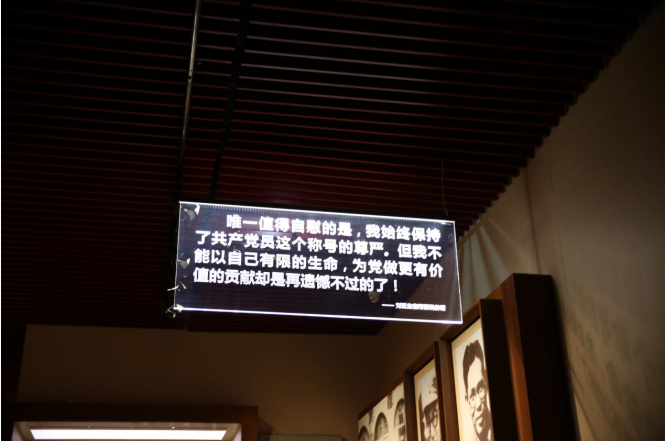 唯一值得自慰的是，我始终保持
了共产党员这个称号的尊严。但我不
能以自己有限的生命，为党做更有价
值的贡献却是再遗憾不过的了！